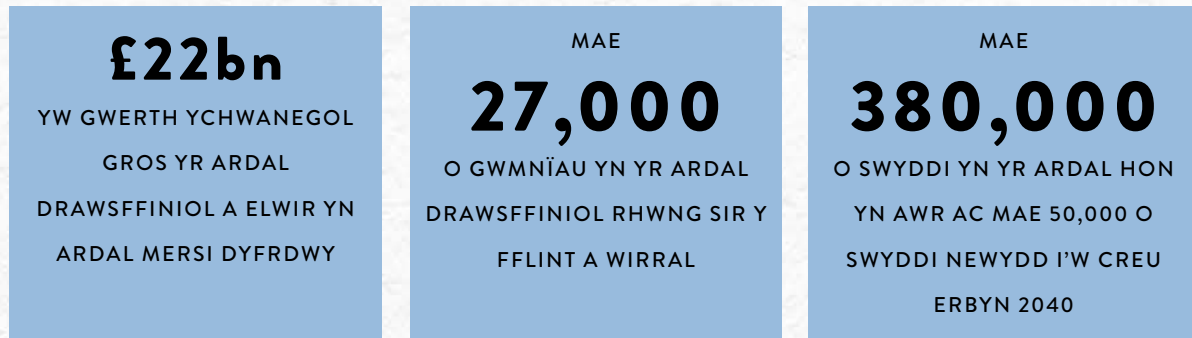 £22bn
YW GWERTH YCHWANEGOL
GROS YR ARDAL
DRAWSFFINIOL A ELWIR YN
ARDAL MERSI DYFRDWY
MAE
27,000
O GWMNÏAU YN YR ARDAL
DRAWSFFINIOL RHWNG SIR Y
FFLINT A WIRRAL
MAE
380,000
O SWYDDI YN YR ARDAL HON
YN AWR AC MAE 50,000 O
SWYDDI NEWYDD I’W CREU
ERBYN 2040